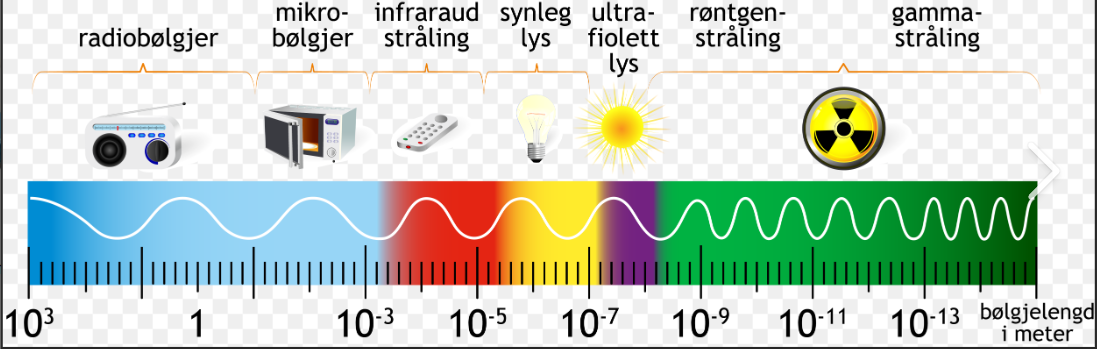 radiobølgjer
mikro-
bølgjer
infraraud
stråling
synleg
lys
ultra-
fiolett
lys
røntgen-
stråling
gamma-
stråling
10³ 1 10⁻³ 10⁻⁵ 10⁻⁷ 10⁻⁹ 10⁻¹¹ 10⁻¹³
bølgjelengd
i meter